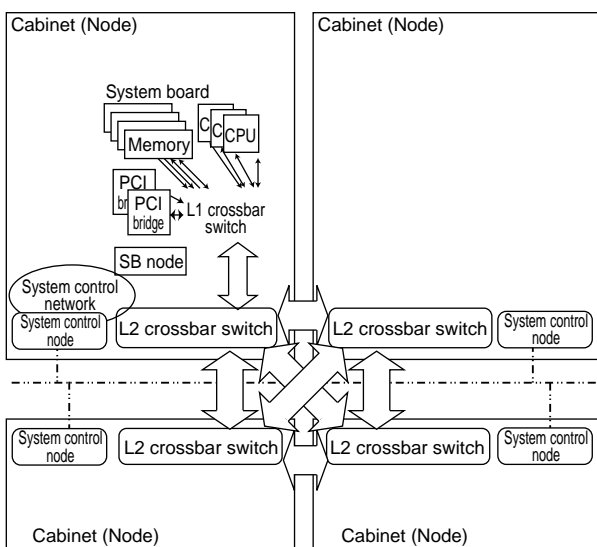 Cabinet (Node)
Cabinet (Node)
System board
C
C
CPU
Memory
PCI
br
PCI
bridge
L1 crossbar
switch
SB node
System control
network
System control
node
L2 crossbar switch
L2 crossbar switch
System control
node
System control
node
L2 crossbar switch
L2 crossbar switch
System control
node
Cabinet (Node)
Cabinet (Node)